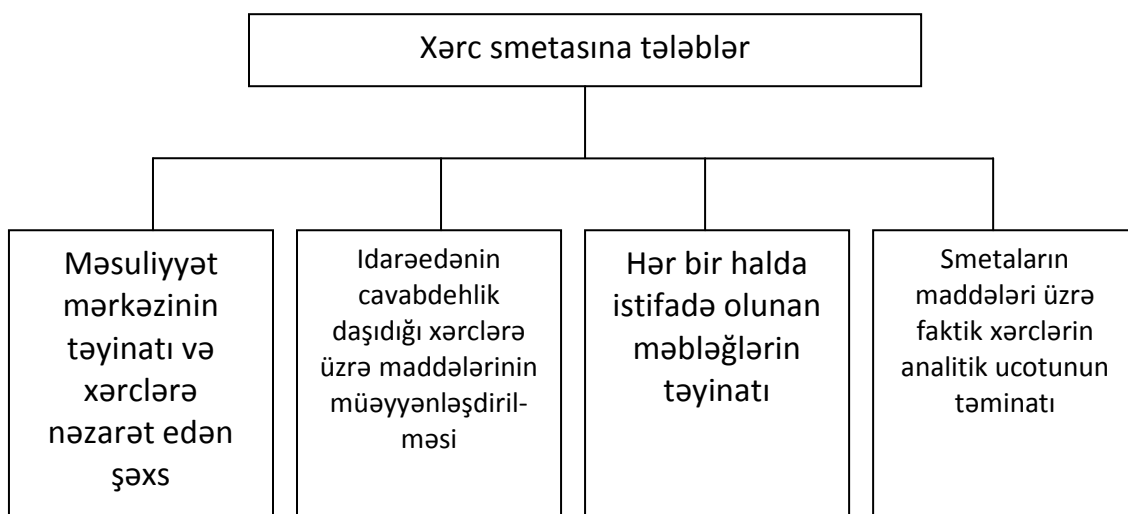 Xərc smetasına tələblər
Məsuliyyət
mərkəzinin
təyinatı və
xərclərə
nəzarət edən
şəxs
Idarəedənin
cavabdehlik
daşıdığı xərclərə
üzrə maddələrinin
müəyyənləşdiril-
məsi
Hər bir halda
istifadə olunan
məbləğlərin
təyinatı
Smetaların
maddələri üzrə
faktik xərclərin
analitik ucotunun
təminatı